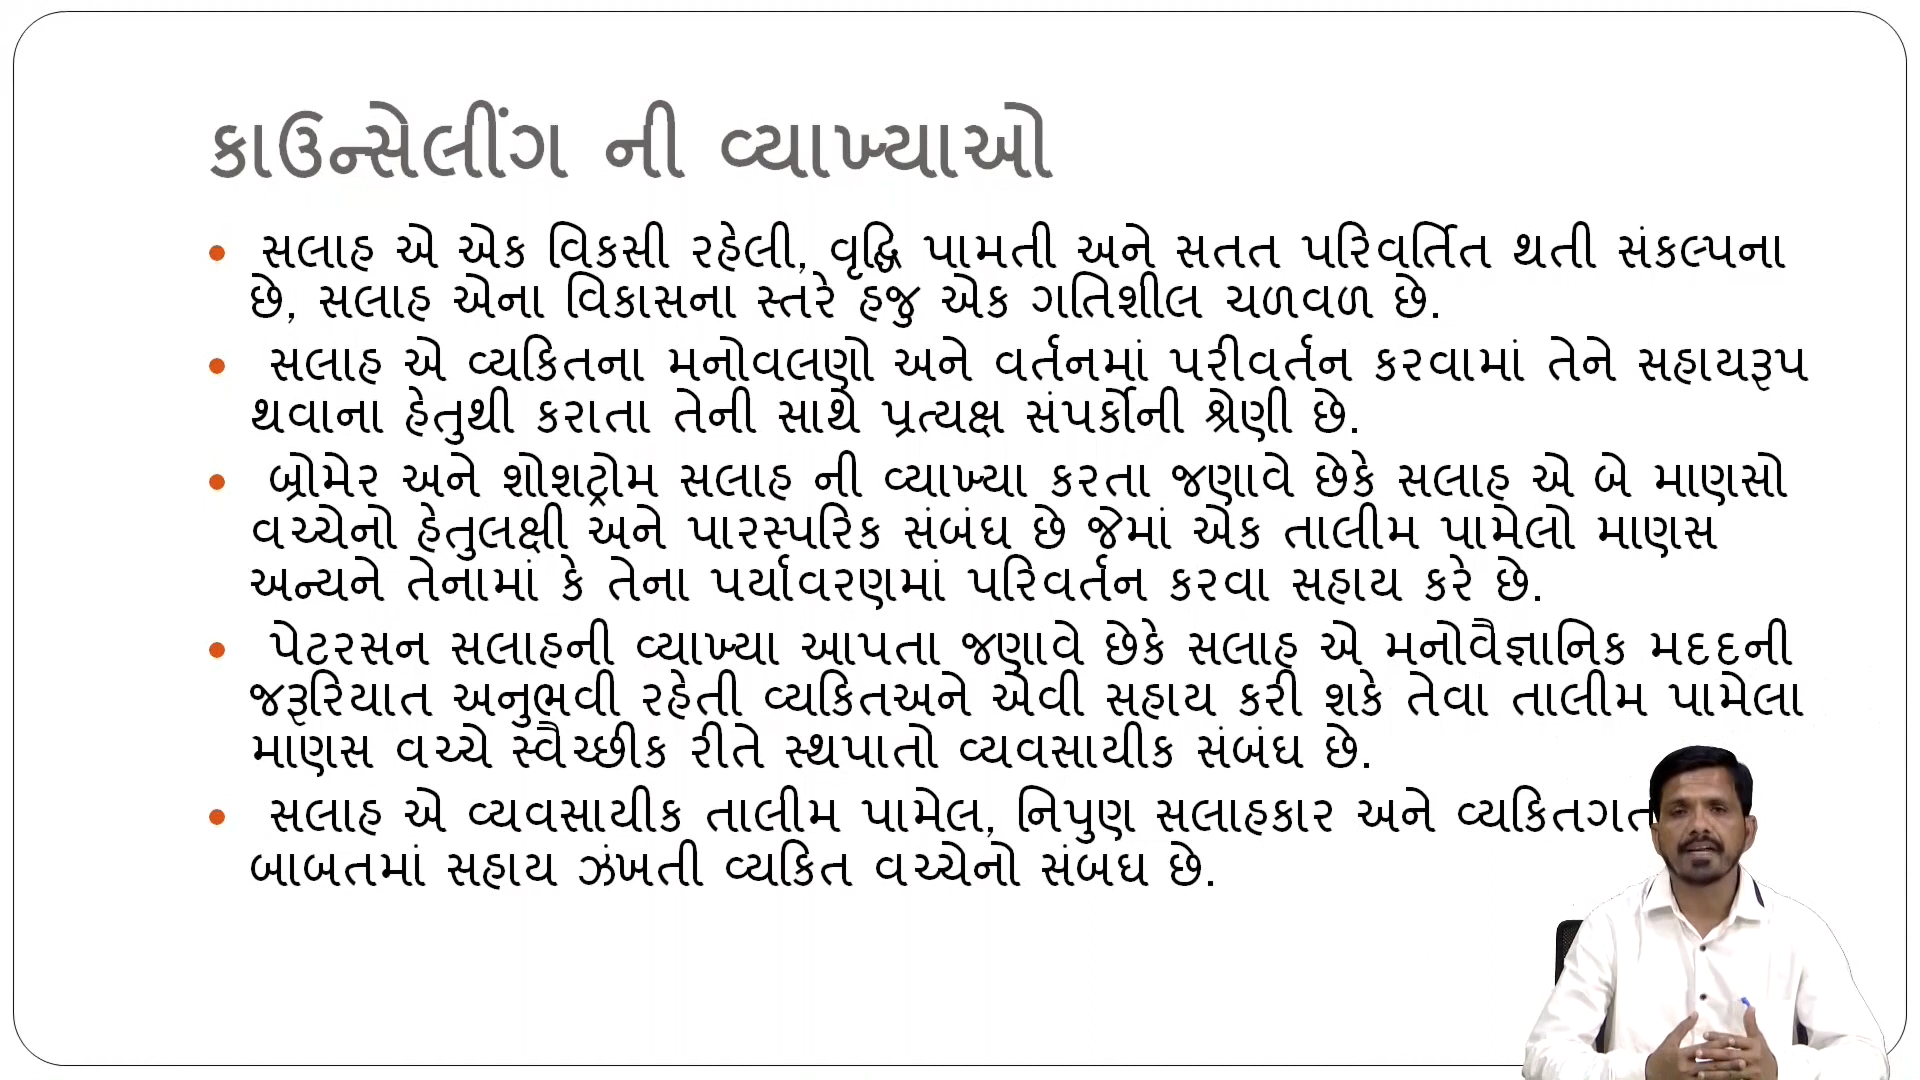 કાઉન્સેલીંગ ની વ્યાખ્યાઓ
• સલાહ એ એક વિકસી રહેલી, વૃદ્ધિ પામતી અને સતત પરિવર્તિત થતી સંકલ્પના
છે, સલાહ એના વિકાસના સ્તરે હજુ એક ગતિશીલ ચળવળ છે.
• સલાહ એ વ્યકિતના મનોવલણો અને વર્તનમાં પરીવર્તન કરવામાં તેને સહાયરૂપ
થવાના હેતુથી કરાતા તેની સાથે પ્રત્યક્ષ સંપર્કોની શ્રેણી છે.
• બ્રોમેર અને શોશટ્રોમ સલાહ ની વ્યાખ્યા કરતા જણાવે છેકે સલાહ એ બે માણસો
વચ્ચેનો હેતુલક્ષી અને પારસ્પરિક સંબંઘ છે જેમાં એક તાલીમ પામેલો માણસ
અન્યને તેનામાં કે તેના પર્યાવરણમાં પરિવર્તન કરવા સહાય કરે છે.
• પેટરસન સલાહની વ્યાખ્યા આપતા જણાવે છેકે સલાહ એ મનોવૈજ્ઞાનિક મદદની
જરૂરિયાત અનુભવી રહેતી વ્યકિતઅને એવી સહાય કરી શકે તેવા તાલીમ પામેલા
માણસ વચ્ચે સ્વૈચ્છીક રીતે સ્થપાતો વ્યવસાયીક સંબંઘ છે.
• સલાહ એ વ્યવસાયીક તાલીમ પામેલ, નિપુણ સલાહકાર અને વ્યકિતગત
બાબતમાં સહાય ઝંખતી વ્યકિત વચ્ચેનો સંબઘ છે.